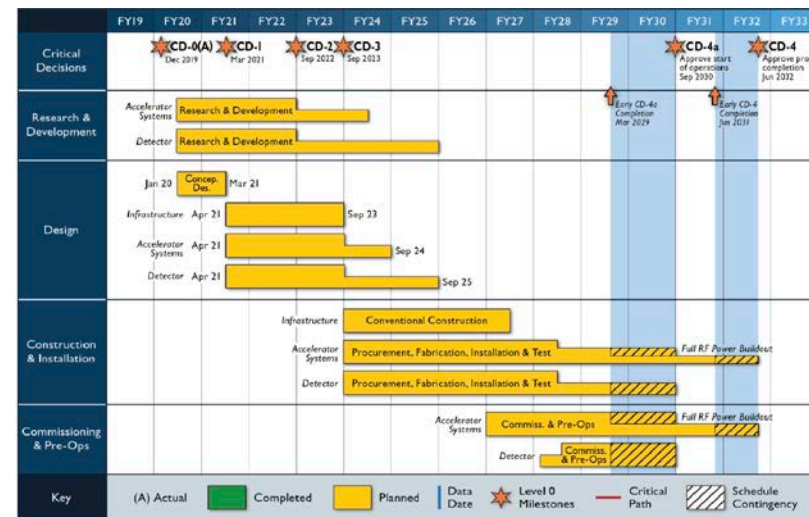 FY19 FY20 FY21 FY22 FY23 FY24 FY25 FY26 FY27 FY28 FY29 FY30 FY31 FY32 FY33
Critical
Decisions
CD-0(A)
Dec 2019
CD-1
Mar 2021
CD-2
Sep 2022
CD-3
Sep 2023
CD-4a
Approve start
of operations
Sep 2030
CD-4
Approve pro
completion
Jun 2032
Early CD-4a
Completion
Mar 2029
Early CD-4
Completion
Jun 2031
Research &
Development
Accelerator
Systems
Research & Development
Detector
Research & Development
Design
Jan 20
Concep.
Des.
Mar 21
Infrastructure Apr 21
Sep 23
Accelerator
Systems
Apr 21
Sep 24
Detector Apr 21
Sep 25
Construction
& Installation
Infrastructure
Conventional Construction
Accelerator
Systems
Procurement, Fabrication, Installation & Test
Full RF Power Buildout
Detector
Procurement, Fabrication, Installation & Test
Commissioning
& Pre-Ops
Accelerator
Systems
Commiss. & Pre-Ops
Full RF Power Buildout
Detector
Commiss.
& Pre-Ops
Key
(A) Actual
Completed
Planned
Data
Date
Level 0
Milestones
Critical
Path
Schedule
Contingency